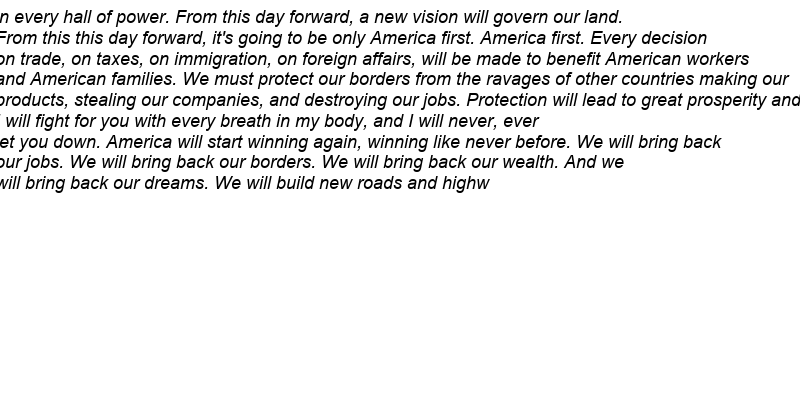 n every hall of power. From this day forward, a new vision will govern our land.
From this this day forward, it's going to be only America first. America first. Every decision
on trade, on taxes, on immigration, on foreign affairs, will be made to benefit American workers
and American families. We must protect our borders from the ravages of other countries making our
products, stealing our companies, and destroying our jobs. Protection will lead to great prosperity and
I will fight for you with every breath in my body, and I will never, ever
let you down. America will start winning again, winning like never before. We will bring back
our jobs. We will bring back our borders. We will bring back our wealth. And we
will bring back our dreams. We will build new roads and highw